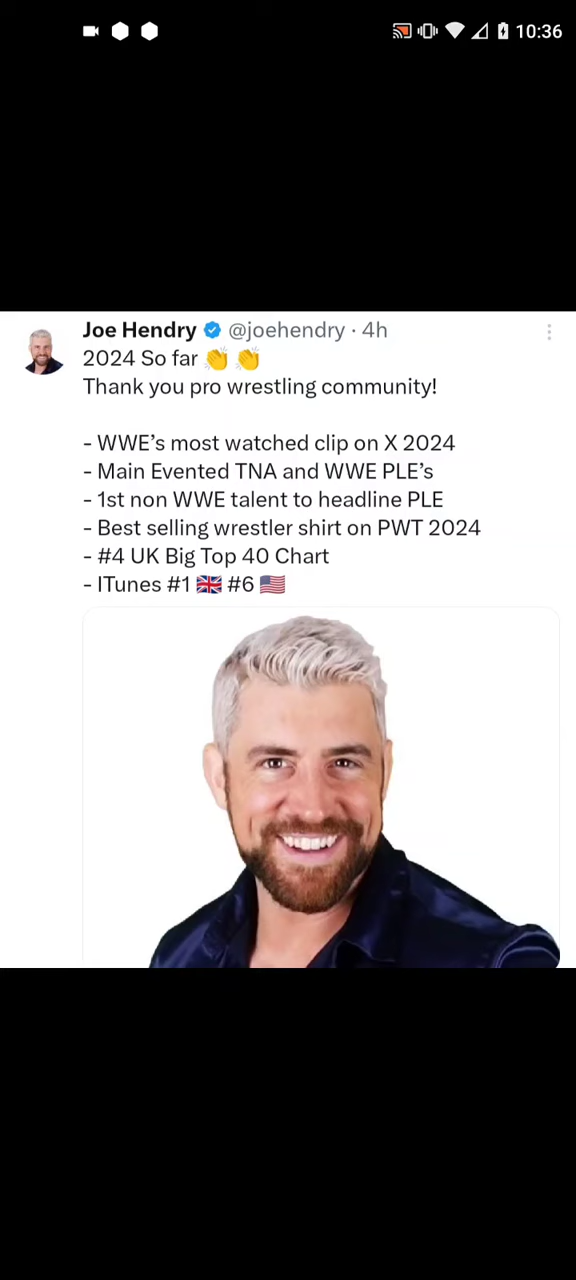 10:36
Joe Hendry @joehendry · 4h
2024 So far 👏 👏
Thank you pro wrestling community!
- WWE’s most watched clip on X 2024
- Main Evented TNA and WWE PLE’s
- 1st non WWE talent to headline PLE
- Best selling wrestler shirt on PWT 2024
- #4 UK Big Top 40 Chart
- ITunes #1 🇬🇧 #6 🇺🇸